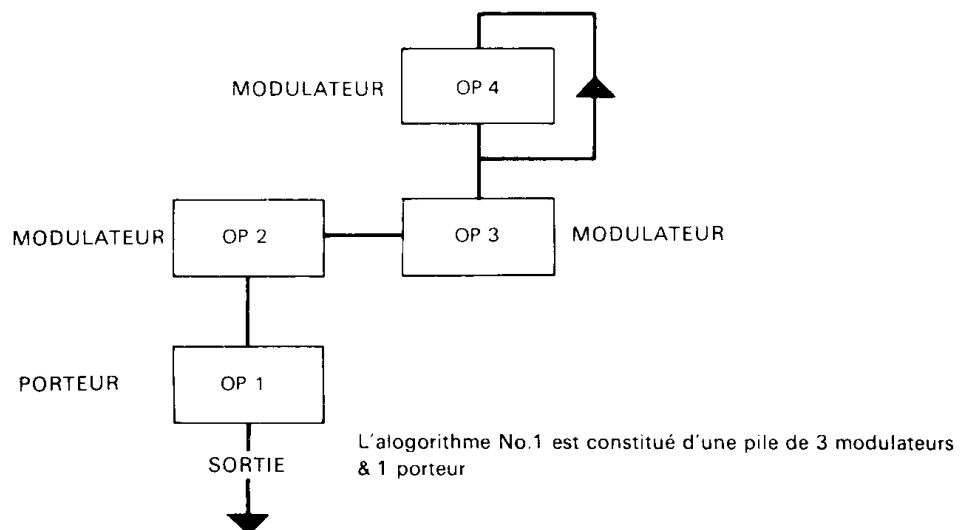 MODULATEUR
OP 4
MODULATEUR
OP 2
OP 3
MODULATEUR
PORTEUR
OP 1
SORTIE
L'alogorithme No.1 est constitué d'une pile de 3 modulateurs
& 1 porteur